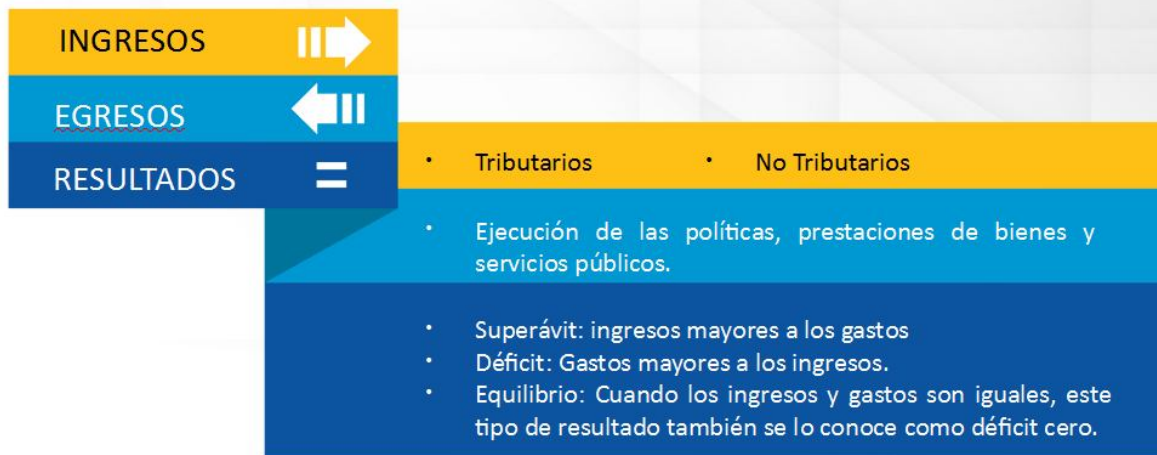 INGRESOS
EGRESOS
RESULTADOS =
• Tributarios • No Tributarios
• Ejecución de las políticas, prestaciones de bienes y
servicios públicos.
• Superávit: ingresos mayores a los gastos
• Déficit: Gastos mayores a los ingresos.
• Equilibrio: Cuando los ingresos y gastos son iguales, este
tipo de resultado también se lo conoce como déficit cero.